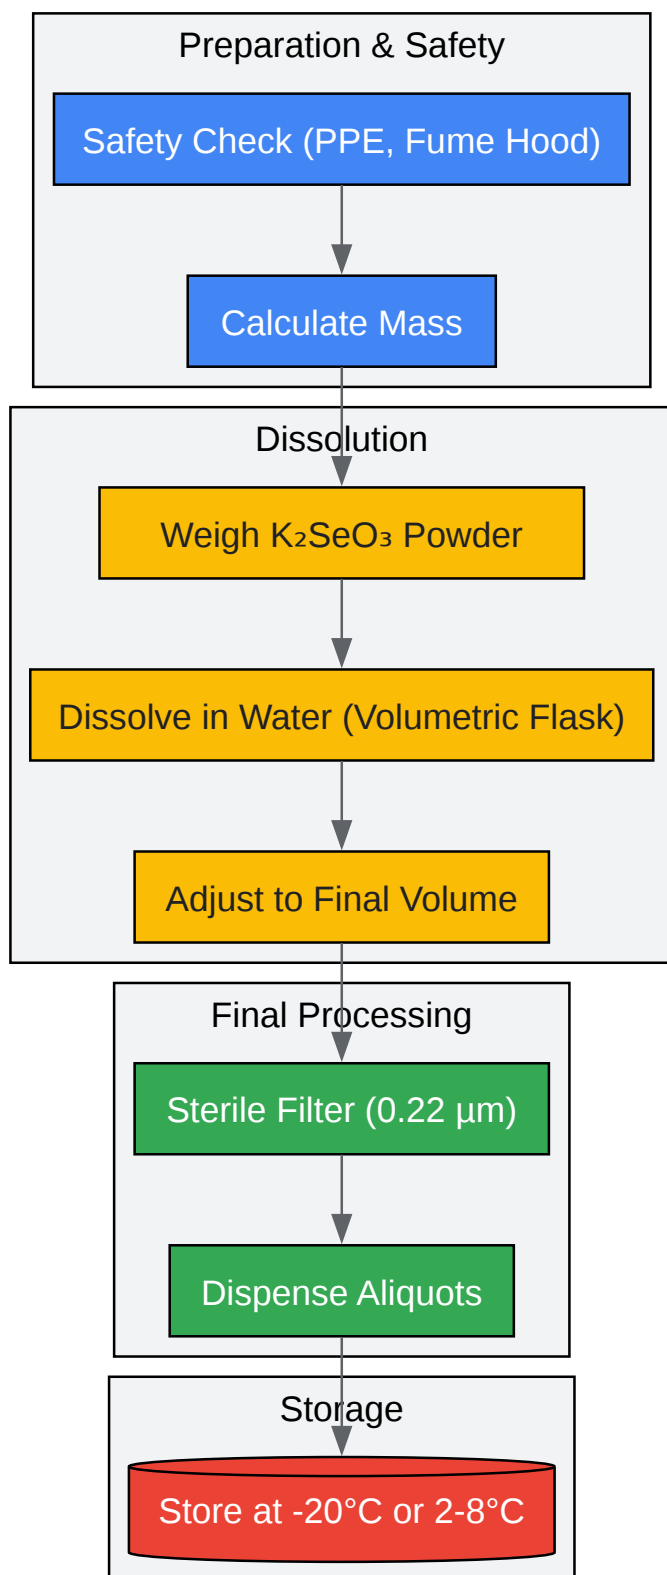 Preparation & Safety
Safety Check (PPE, Fume Hood)
Calculate Mass
Dissolution
Weigh K₂SeO₃ Powder
Dissolve in Water (Volumetric Flask)
Adjust to Final Volume
Final Processing
Sterile Filter (0.22 µm)
Dispense Aliquots
Storage
Store at -20°C or 2-8°C